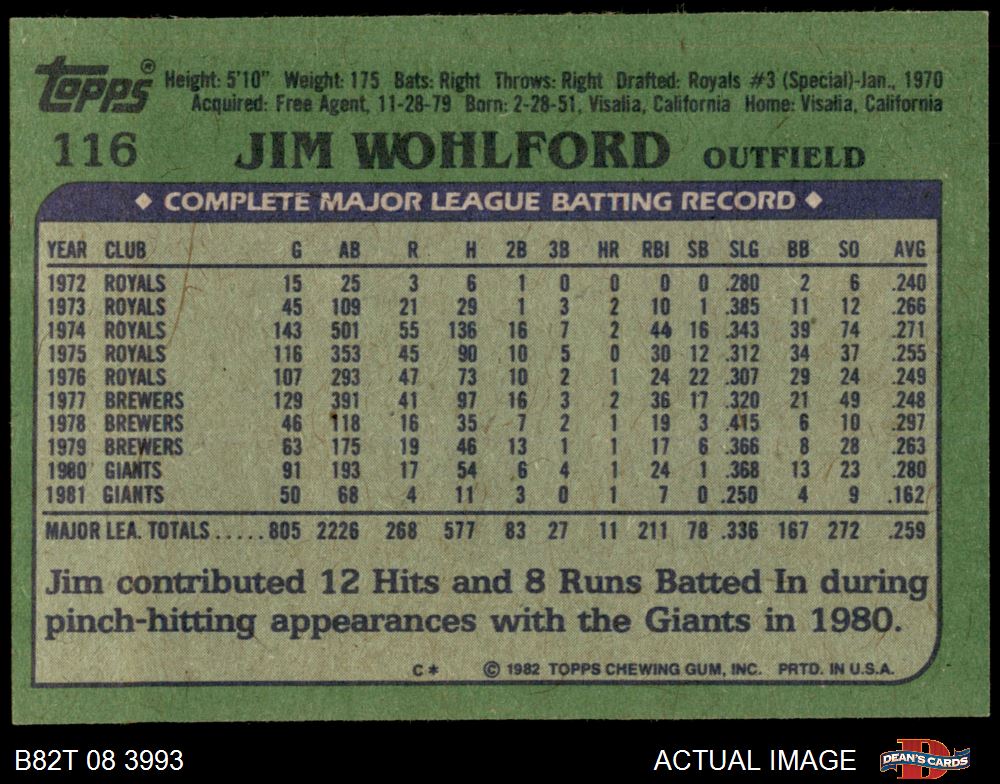 Topps® Height: 5'10" Weight: 175 Bats: Right Throws: Right Drafted: Royals #3 (Special)-Jan., 1970
Acquired: Free Agent, 11-28-79 Born: 2-28-51, Visalia, California Home: Visalia, California
116 JIM WOHLFORD OUTFIELD
◆ COMPLETE MAJOR LEAGUE BATTING RECORD ◆
YEAR CLUB G AB R H 2B 3B HR RBI SB SLG BB SO AVG
1972 ROYALS 15 25 3 6 1 0 0 0 0 .280 2 6 .240
1973 ROYALS 45 109 21 29 1 3 2 10 1 .385 11 12 .266
1974 ROYALS 143 501 55 136 16 7 2 44 16 .343 39 74 .271
1975 ROYALS 116 353 45 90 10 5 0 30 12 .312 34 37 .255
1976 ROYALS 107 293 47 73 10 2 1 24 22 .307 29 24 .249
1977 BREWERS 129 391 41 97 16 3 2 36 17 .320 21 49 .248
1978 BREWERS 46 118 16 35 7 2 1 19 3 .415 6 10 .297
1979 BREWERS 63 175 19 46 13 1 1 17 6 .366 8 28 .263
1980 GIANTS 91 193 17 54 6 4 1 24 1 .368 13 23 .280
1981 GIANTS 50 68 4 11 3 0 1 7 0 .250 4 9 .162
MAJOR LEA. TOTALS.....805 2226 268 577 83 27 11 211 78 .336 167 272 .259
Jim contributed 12 Hits and 8 Runs Batted In during
pinch-hitting appearances with the Giants in 1980.
C* © 1982 TOPPS CHEWING GUM, INC. PRTD. IN U.S.A.
B82T 08 3993 ACTUAL IMAGE D DEAN'S CARDS